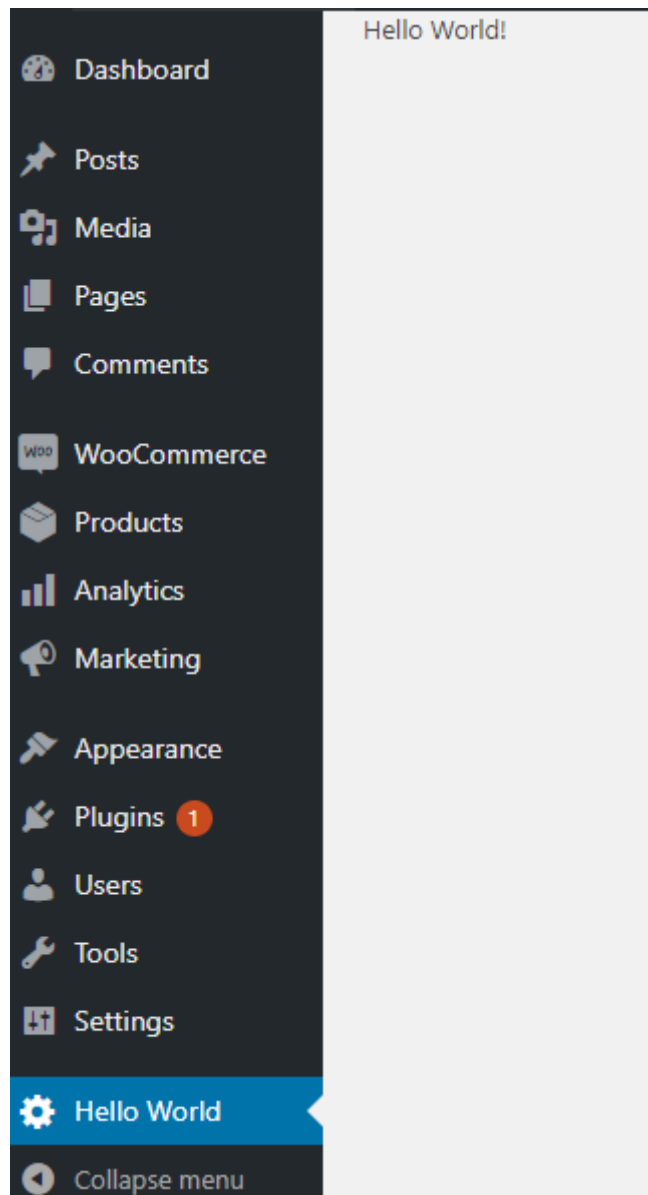 Hello World!
Dashboard
Posts
Media
Pages
Comments
Woo WooCommerce
Products
Analytics
Marketing
Appearance
Plugins 1
Users
Tools
Settings
Hello World
Collapse menu